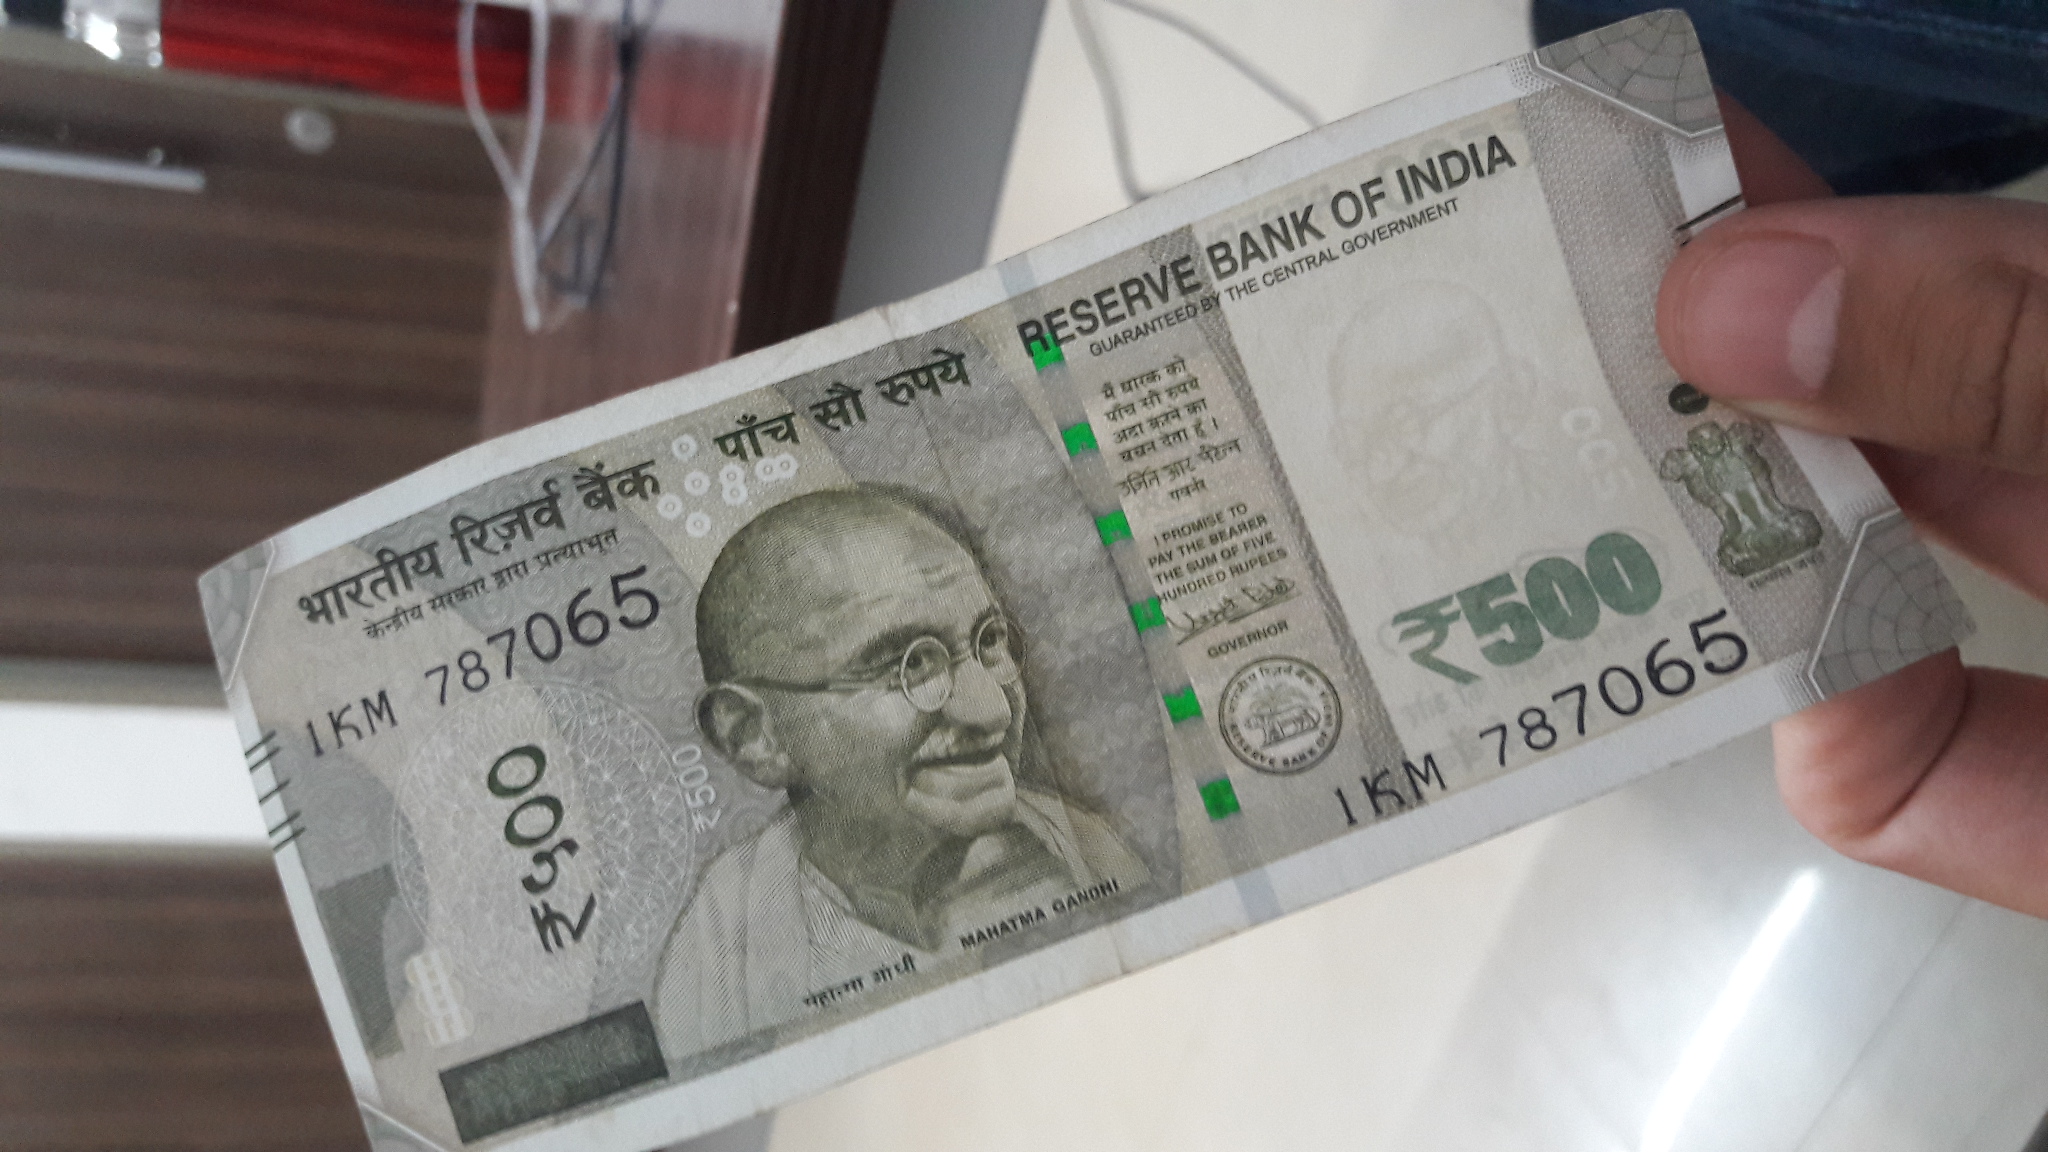 भारतीय रिज़र्व बैंक
केन्द्रीय सरकार द्वारा प्रत्याभूत
1KM 787065
₹५००
₹500
पाँच सौ रुपये
महात्मा गांधी
MAHATMA GANDHI
RESERVE BANK OF INDIA
GUARANTEED BY THE CENTRAL GOVERNMENT
मैं धारक को
पाँच सौ रुपये
अदा करने का
वचन देता हूँ ।
I PROMISE TO
PAY THE BEARER
THE SUM OF FIVE
HUNDRED RUPEES
GOVERNOR
₹500
500
1KM 787065